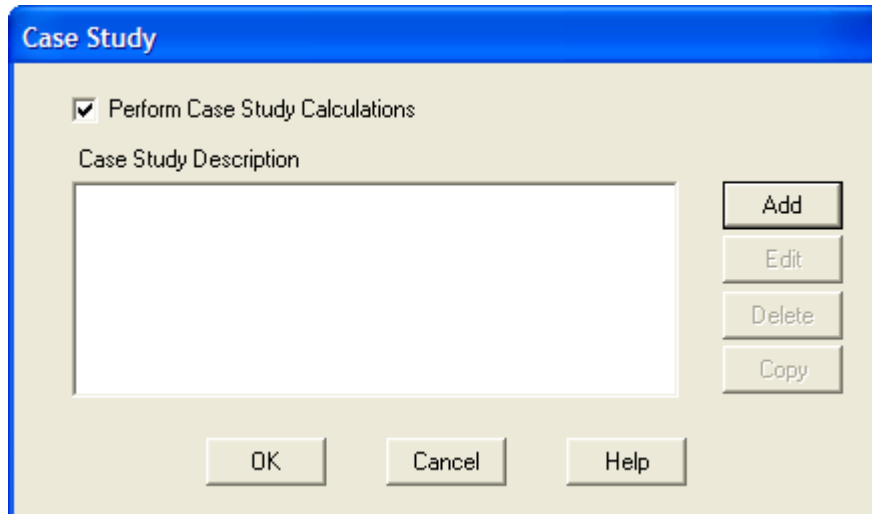 Case Study
Perform Case Study Calculations
Case Study Description
Add
Edit
Delete
Copy
OK Cancel Help